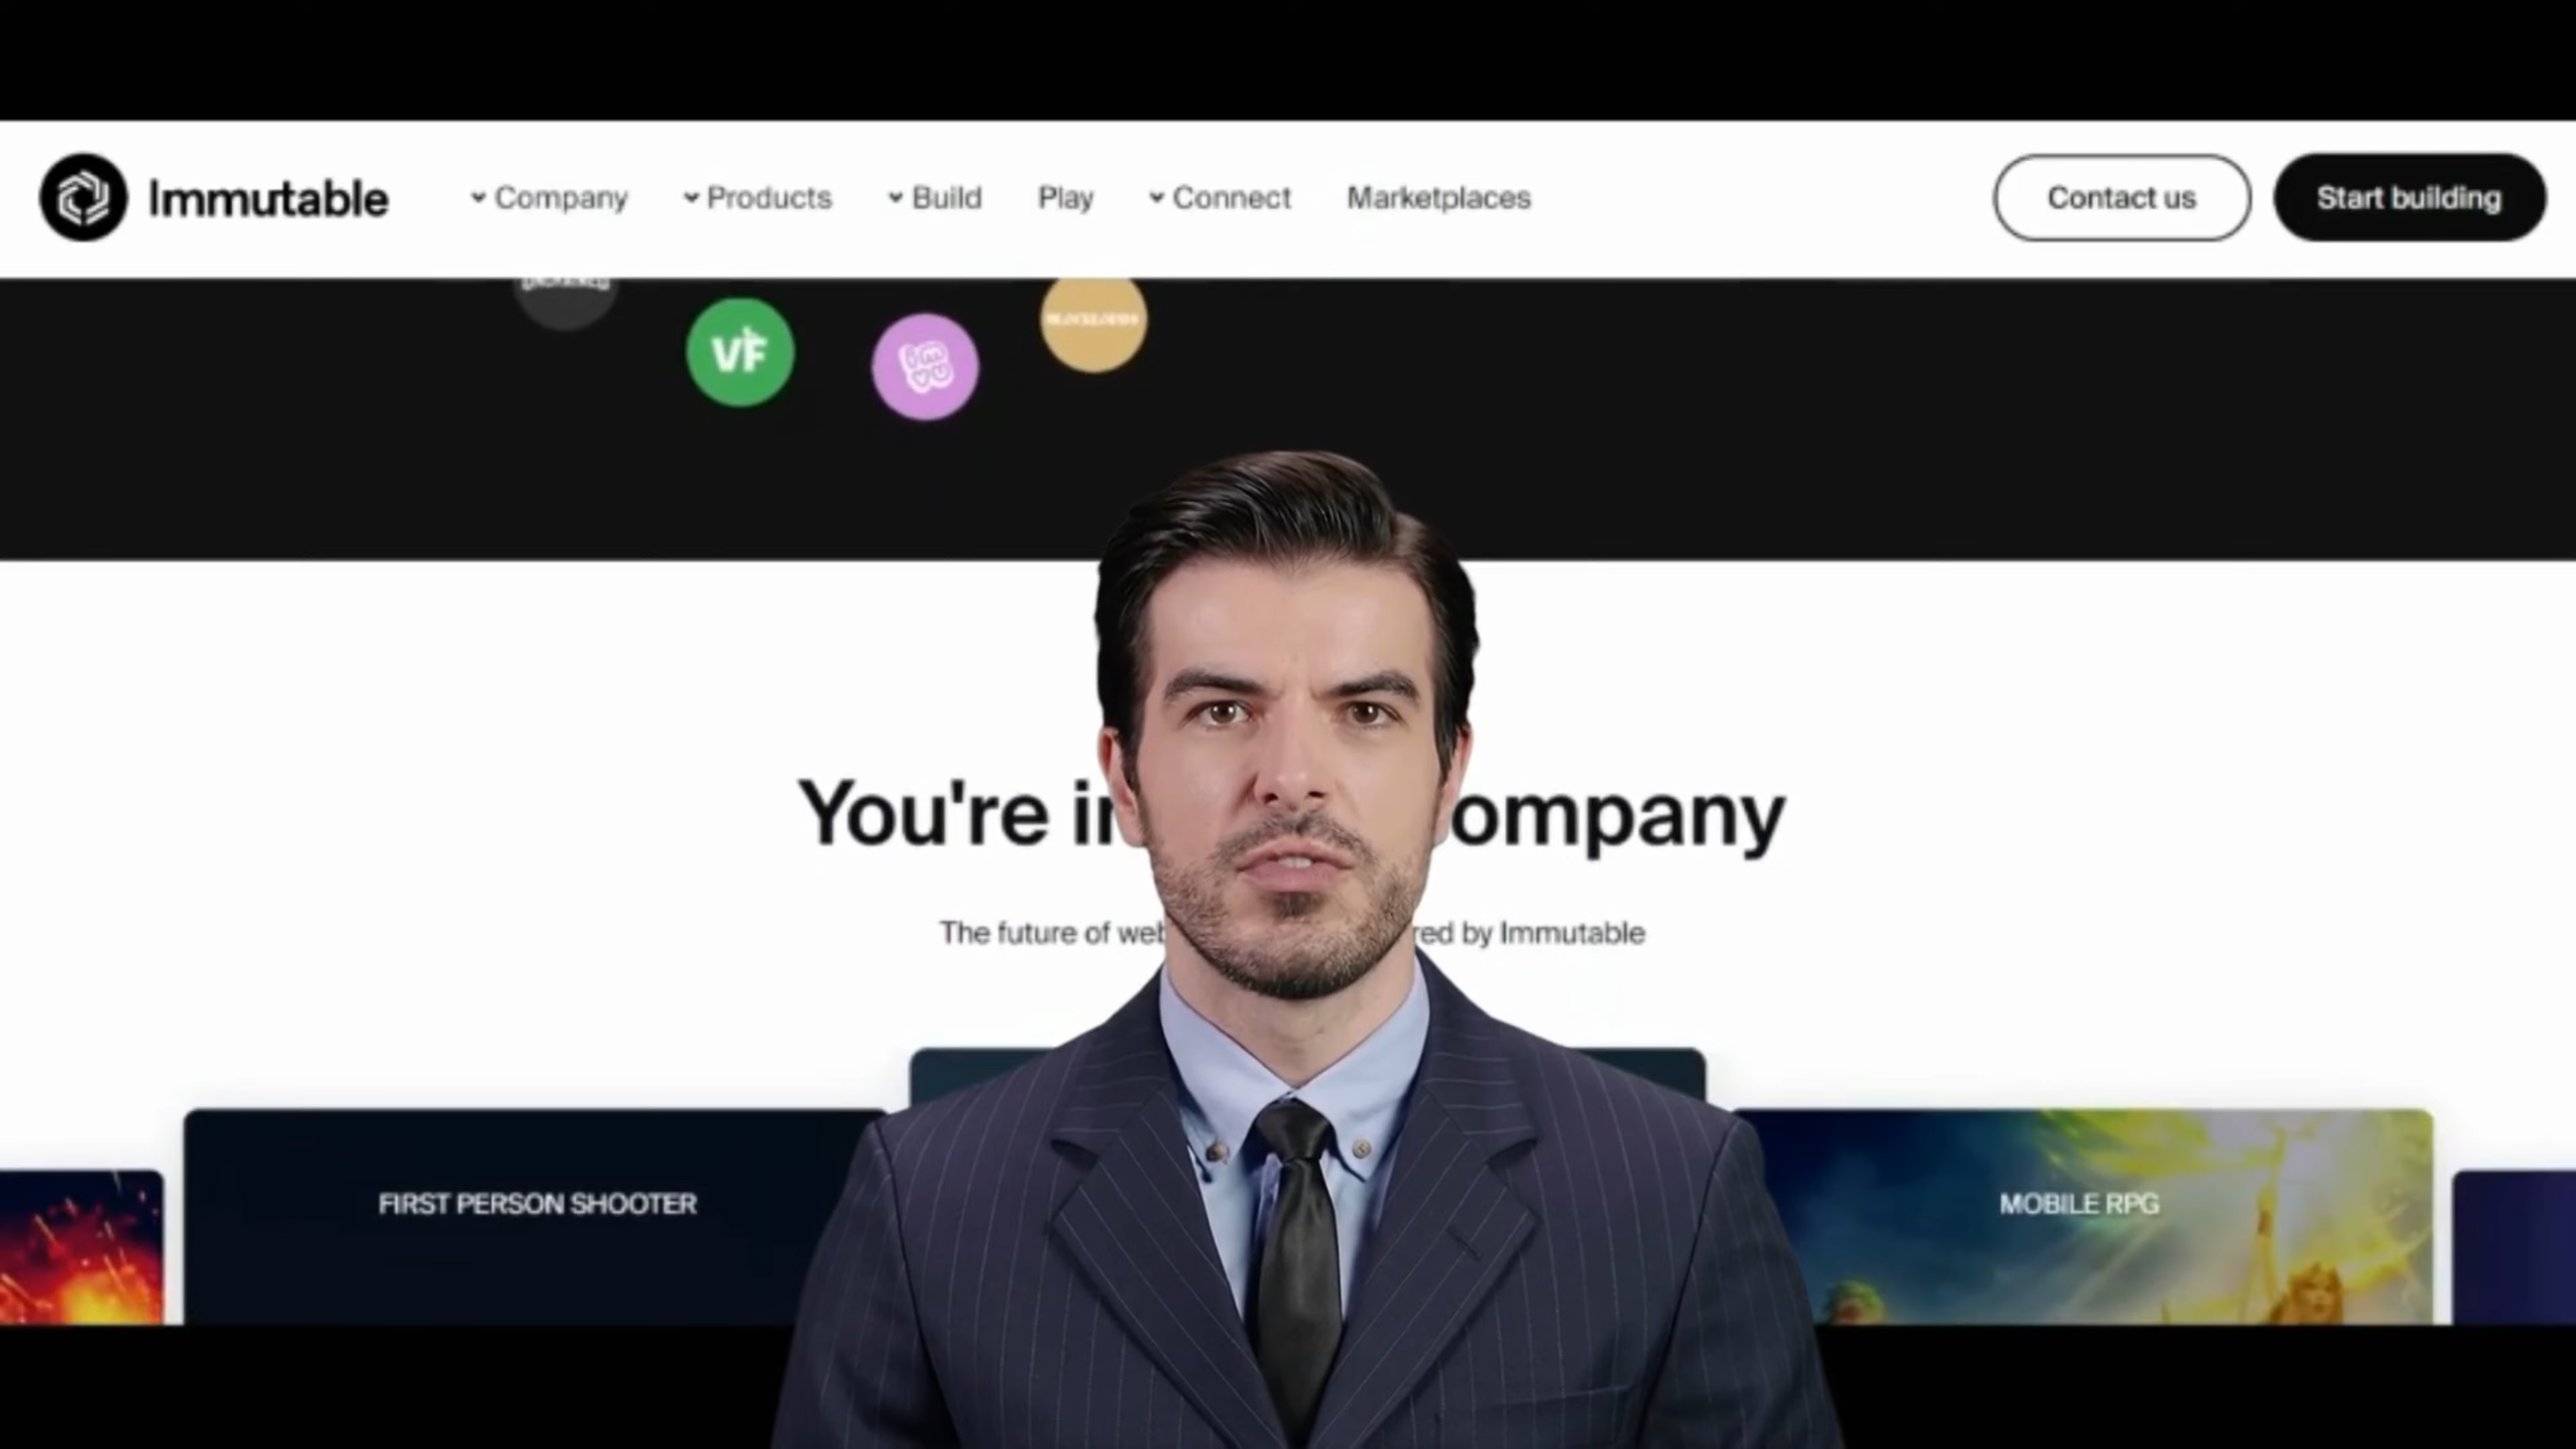 Immutable
Company
Products
Build
Play
Connect
Marketplaces
Contact us
Start building
VF
You're in ompany
The future of web red by Immutable
FIRST PERSON SHOOTER
MOBILE RPG